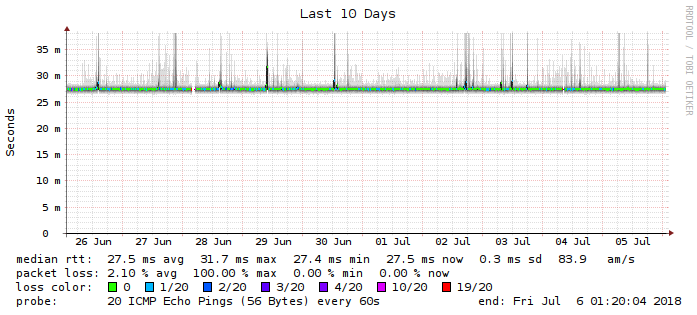 Last 10 Days
RRDTOOL / TOBI OETIKER
Seconds
35 m
30 m
25 m
20 m
15 m
10 m
5 m
0
26 Jun 27 Jun 28 Jun 29 Jun 30 Jun 01 Jul 02 Jul 03 Jul 04 Jul 05 Jul
median rtt: 27.5 ms avg 31.7 ms max 27.4 ms min 27.5 ms now 0.3 ms sd 83.9 am/s
packet loss: 2.10 % avg 100.00 % max 0.00 % min 0.00 % now
loss color: 0 1/20 2/20 3/20 4/20 10/20 19/20
probe: 20 ICMP Echo Pings (56 Bytes) every 60s end: Fri Jul 6 01:20:04 2018